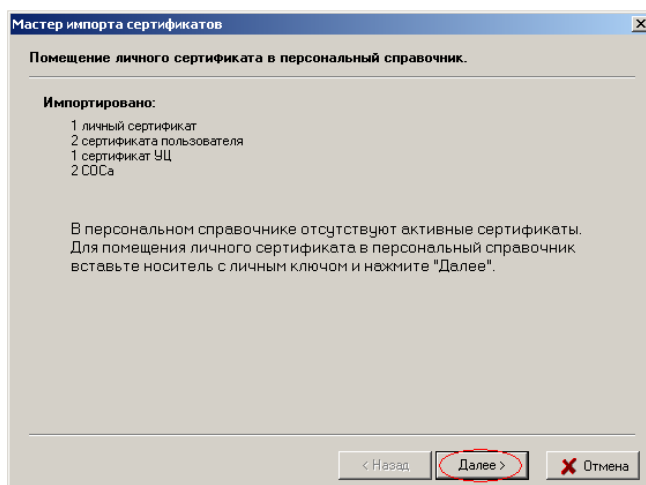 Мастер импорта сертификатов
Помещение личного сертификата в персональный справочник.
Импортировано:
1 личный сертификат
2 сертификата пользователя
1 сертификат УЦ
2 СОСа
В персональном справочнике отсутствуют активные сертификаты.
Для помещения личного сертификата в персональный справочник
вставьте носитель с личным ключом и нажмите "Далее".
< Назад
Далее >
Отмена